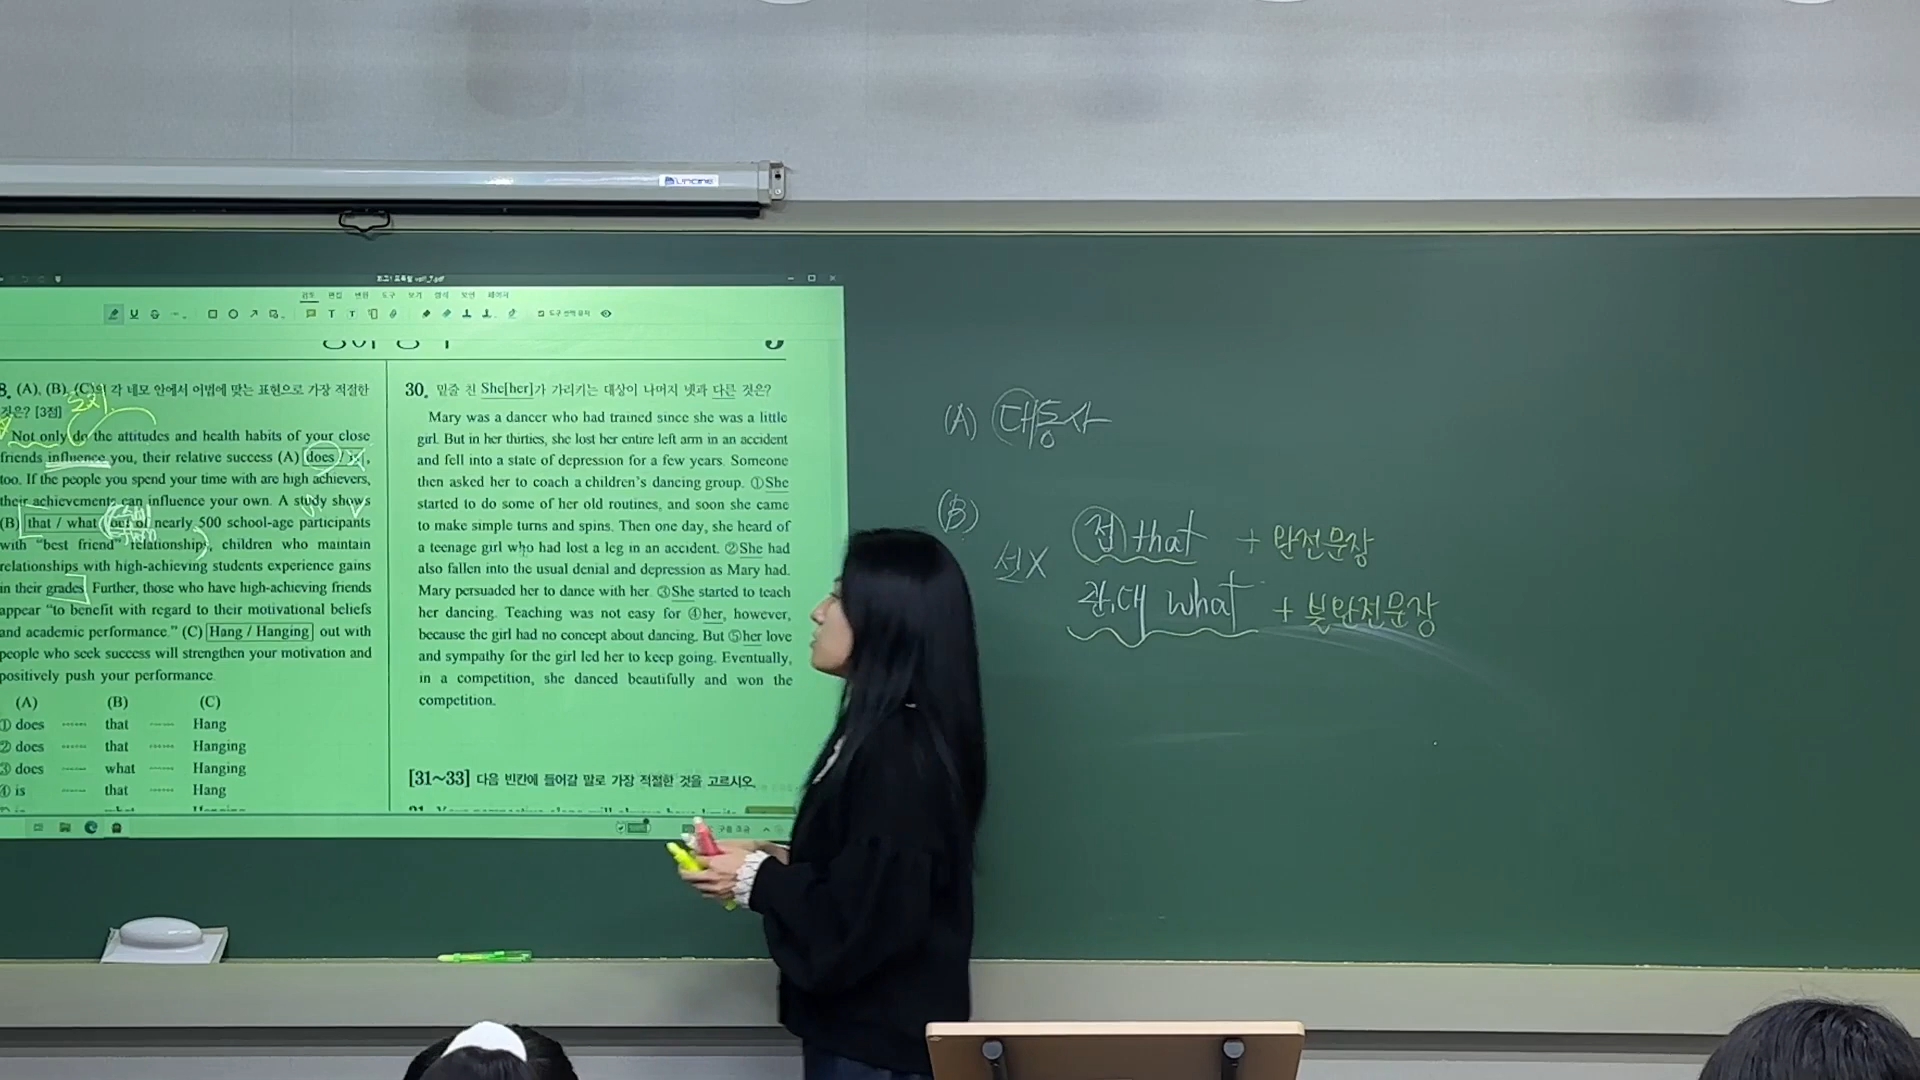 LINCINE
도구 선택 유지
8. (A), (B), (C)의 각 네모 안에서 어법에 맞는 표현으로 가장 적절한
것은? [3점]
도치
Not only do the attitudes and health habits of your close
friends influence you, their relative success (A) does / is ,
too. If the people you spend your time with are high achievers,
their achievements can influence your own. A study shows
(B) that / what out of nearly 500 school-age participants
with “best friend” relationships, children who maintain
relationships with high-achieving students experience gains
in their grades. Further, those who have high-achieving friends
appear “to benefit with regard to their motivational beliefs
and academic performance.” (C) Hang / Hanging out with
people who seek success will strengthen your motivation and
positively push your performance.
(A) (B) (C)
① does ······ that ······ Hang
② does ······ that ······ Hanging
③ does ······ what ······ Hanging
④ is ······ that ······ Hang
30. 밑줄 친 She[her]가 가리키는 대상이 나머지 넷과 다른 것은?
Mary was a dancer who had trained since she was a little
girl. But in her thirties, she lost her entire left arm in an accident
and fell into a state of depression for a few years. Someone
then asked her to coach a children’s dancing group. ①She
started to do some of her old routines, and soon she came
to make simple turns and spins. Then one day, she heard of
a teenage girl who had lost a leg in an accident. ②She had
also fallen into the usual denial and depression as Mary had.
Mary persuaded her to dance with her. ③She started to teach
her dancing. Teaching was not easy for ④her, however,
because the girl had no concept about dancing. But ⑤her love
and sympathy for the girl led her to keep going. Eventually,
in a competition, she danced beautifully and won the
competition.
[31~33] 다음 빈칸에 들어갈 말로 가장 적절한 것을 고르시오.
(A) 대동사
(B)
선X
접 that + 완전문장
관.대 what + 불완전문장